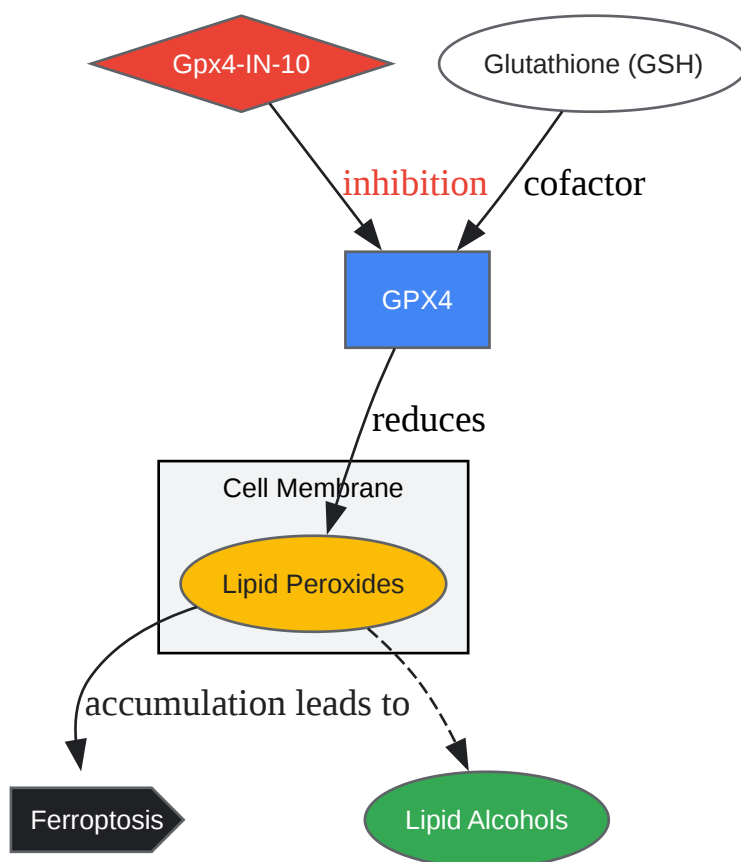 Gpx4-IN-10
Glutathione (GSH)
inhibition
cofactor
GPX4
reduces
Cell Membrane
Lipid Peroxides
accumulation leads to
Ferroptosis
Lipid Alcohols